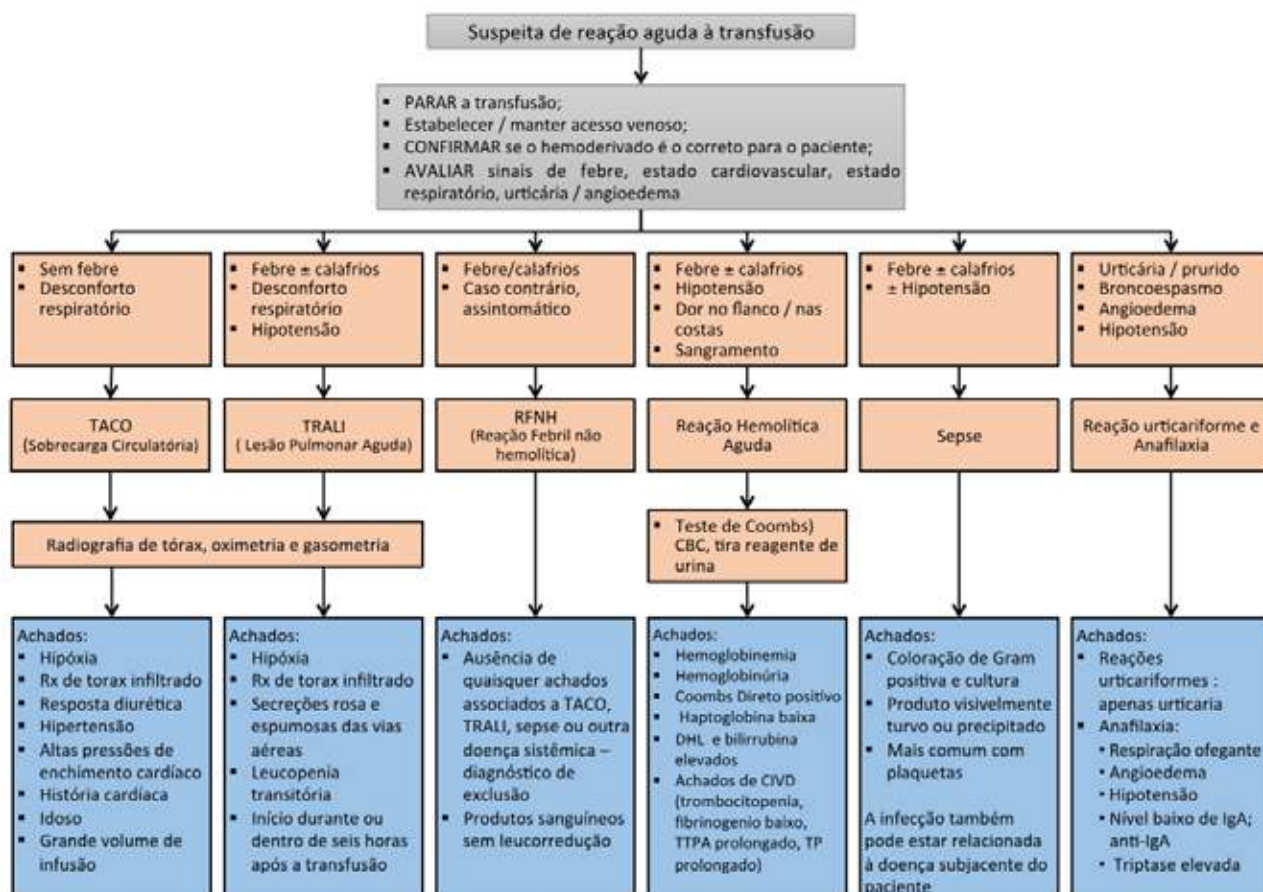 Suspeita de reação aguda à transfusão
▪ PARAR a transfusão;
▪ Estabelecer / manter acesso venoso;
▪ CONFIRMAR se o hemoderivado é o correto para o paciente;
▪ AVALIAR sinais de febre, estado cardiovascular, estado
respiratório, urticária / angioedema
▪ Sem febre
▪ Desconforto
respiratório
▪ Febre ± calafrios
▪ Desconforto
respiratório
▪ Hipotensão
▪ Febre/calafrios
▪ Caso contrário,
assintomático
▪ Febre ± calafrios
▪ Hipotensão
▪ Dor no flanco / nas
costas
▪ Sangramento
▪ Febre ± calafrios
▪ ± Hipotensão
▪ Urticária / prurido
▪ Broncoespasmo
▪ Angioedema
▪ Hipotensão
TACO
(Sobrecarga Circulatória)
TRALI
( Lesão Pulmonar Aguda)
RFNH
(Reação Febril não
hemolítica)
Reação Hemolítica
Aguda
Sepse
Reação urticariforme e
Anafilaxia
Radiografia de tórax, oximetria e gasometria
▪ Teste de Coombs)
CBC, tira reagente de
urina
Achados:
▪ Hipóxia
▪ Rx de torax infiltrado
▪ Resposta diurética
▪ Hipertensão
▪ Altas pressões de
enchimento cardíaco
▪ História cardíaca
▪ Idoso
▪ Grande volume de
infusão
Achados:
▪ Hipóxia
▪ Rx de torax infiltrado
▪ Secreções rosa e
espumosas das vias
aéreas
▪ Leucopenia
transitória
▪ Início durante ou
dentro de seis horas
após a transfusão
Achados:
▪ Ausência de
quaisquer achados
associados a TACO,
TRALI, sepse ou outra
doença sistêmica –
diagnóstico de
exclusão
▪ Produtos sanguíneos
sem leucorredução
Achados:
▪ Hemoglobinemia
▪ Hemoglobinúria
▪ Coombs Direto positivo
▪ Haptoglobina baixa
▪ DHL e bilirrubina
elevados
▪ Achados de CIVD
(trombocitopenia,
fibrinogenio baixo,
TTPA prolongado, TP
prolongado)
Achados:
▪ Coloração de Gram
positiva e cultura
▪ Produto visivelmente
turvo ou precipitado
▪ Mais comum com
plaquetas
A infecção também
pode estar relacionada
à doença subjacente do
paciente
Achados:
▪ Reações
urticariformes :
apenas urticaria
▪ Anafilaxia:
• Respiração ofegante
• Angioedema
• Hipotensão
• Nível baixo de IgA;
anti-IgA
• Triptase elevada